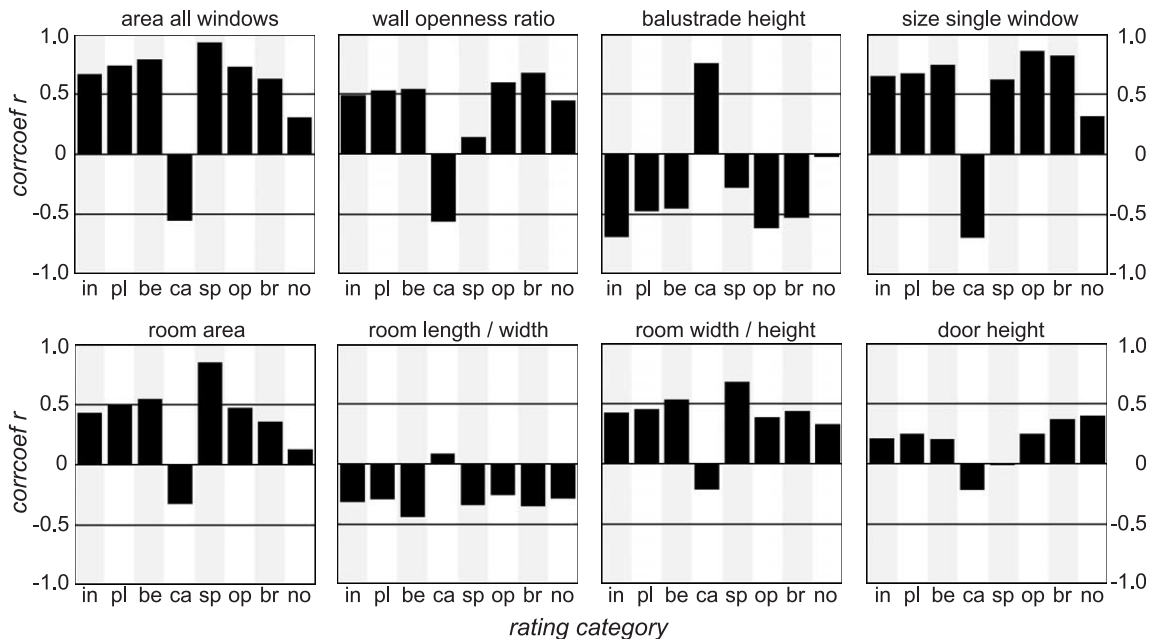 area all windows wall openness ratio balustrade height size single window
1.0 1.0
0.5 0.5
0 0
-0.5 -0.5
-1.0 -1.0
corrcoef r
in pl be ca sp op br no in pl be ca sp op br no in pl be ca sp op br no in pl be ca sp op br no
room area room length / width room width / height door height
1.0 1.0
0.5 0.5
0 0
-0.5 -0.5
-1.0 -1.0
corrcoef r
in pl be ca sp op br no in pl be ca sp op br no in pl be ca sp op br no in pl be ca sp op br no
rating category